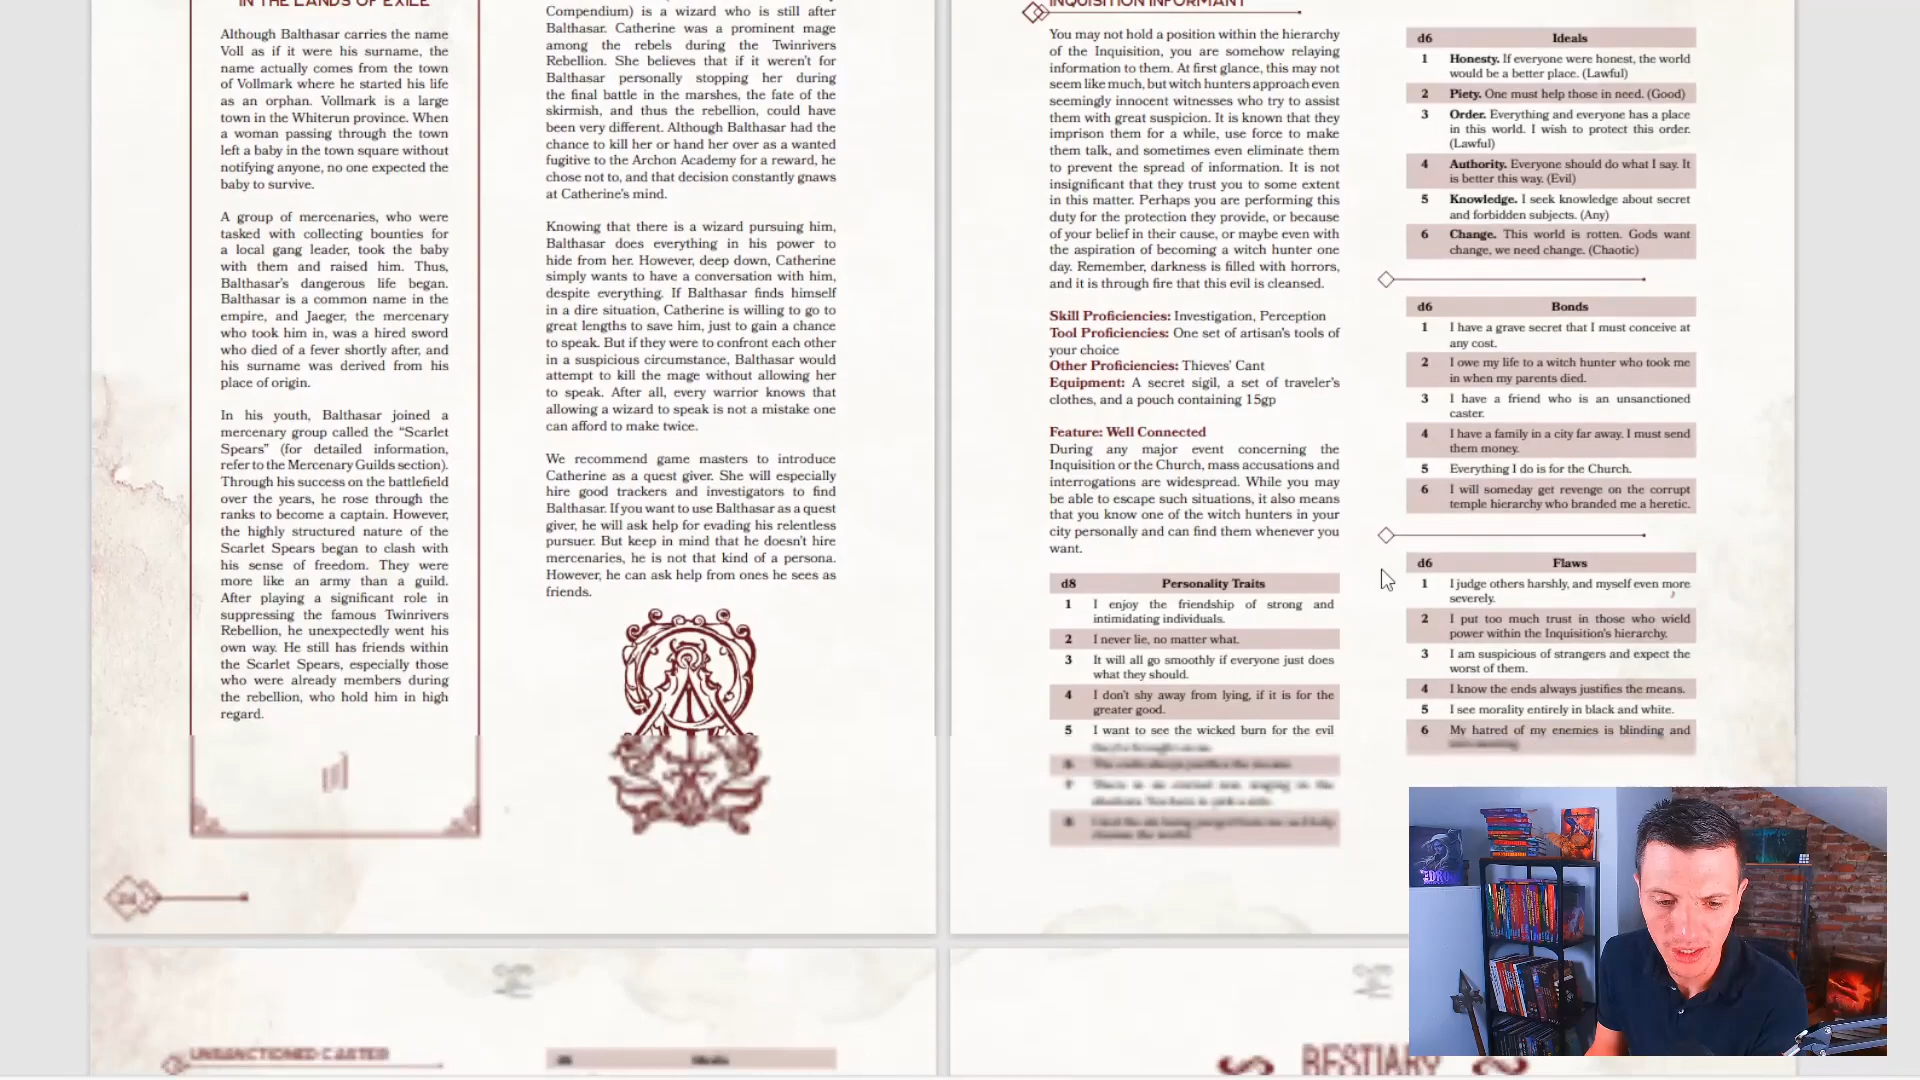 IN THE LANDS OF EXILE
Although Balthasar carries the name
Voll as if it were his surname, the
name actually comes from the town
of Vollmark where he started his life
as an orphan. Vollmark is a large
town in the Whiterun province. When
a woman passing through the town
left a baby in the town square without
notifying anyone, no one expected the
baby to survive.
A group of mercenaries, who were
tasked with collecting bounties for
a local gang leader, took the baby
with them and raised him. Thus,
Balthasar's dangerous life began.
Balthasar is a common name in the
empire, and Jaeger, the mercenary
who took him in, was a hired sword
who died of a fever shortly after, and
his surname was derived from his
place of origin.
In his youth, Balthasar joined a
mercenary group called the “Scarlet
Spears” (for detailed information,
refer to the Mercenary Guilds section).
Through his success on the battlefield
over the years, he rose through the
ranks to become a captain. However,
the highly structured nature of the
Scarlet Spears began to clash with
his sense of freedom. They were
more like an army than a guild.
After playing a significant role in
suppressing the famous Twinrivers
Rebellion, he unexpectedly went his
own way. He still has friends within
the Scarlet Spears, especially those
who were already members during
the rebellion, who hold him in high
regard.
Compendium) is a wizard who is still after
Balthasar. Catherine was a prominent mage
among the rebels during the Twinrivers
Rebellion. She believes that if it weren't for
Balthasar personally stopping her during
the final battle in the marshes, the fate of the
skirmish, and thus the rebellion, could have
been very different. Although Balthasar had the
chance to kill her or hand her over as a wanted
fugitive to the Archon Academy for a reward, he
chose not to, and that decision constantly gnaws
at Catherine's mind.
Knowing that there is a wizard pursuing him,
Balthasar does everything in his power to
hide from her. However, deep down, Catherine
simply wants to have a conversation with him,
despite everything. If Balthasar finds himself
in a dire situation, Catherine is willing to go to
great lengths to save him, just to gain a chance
to speak. But if they were to confront each other
in a suspicious circumstance, Balthasar would
attempt to kill the mage without allowing her
to speak. After all, every warrior knows that
allowing a wizard to speak is not a mistake one
can afford to make twice.
We recommend game masters to introduce
Catherine as a quest giver. She will especially
hire good trackers and investigators to find
Balthasar. If you want to use Balthasar as a quest
giver, he will ask help for evading his relentless
pursuer. But keep in mind that he doesn't hire
mercenaries, he is not that kind of a persona.
However, he can ask help from ones he sees as
friends.
UNSANCTIONED CASTER
Ideals
INQUISITION INFORMANT
You may not hold a position within the hierarchy
of the Inquisition, you are somehow relaying
information to them. At first glance, this may not
seem like much, but witch hunters approach even
seemingly innocent witnesses who try to assist
them with great suspicion. It is known that they
imprison them for a while, use force to make
them talk, and sometimes even eliminate them
to prevent the spread of information. It is not
insignificant that they trust you to some extent
in this matter. Perhaps you are performing this
duty for the protection they provide, or because
of your belief in their cause, or maybe even with
the aspiration of becoming a witch hunter one
day. Remember, darkness is filled with horrors,
and it is through fire that this evil is cleansed.
Skill Proficiencies: Investigation, Perception
Tool Proficiencies: One set of artisan's tools of
your choice
Other Proficiencies: Thieves' Cant
Equipment: A secret sigil, a set of traveler's
clothes, and a pouch containing 15gp
Feature: Well Connected
During any major event concerning the
Inquisition or the Church, mass accusations and
interrogations are widespread. While you may
be able to escape such situations, it also means
that you know one of the witch hunters in your
city personally and can find them whenever you
want.
d8 Personality Traits
1 I enjoy the friendship of strong and
intimidating individuals.
2 I never lie, no matter what.
3 It will all go smoothly if everyone just does
what they should.
4 I don't shy away from lying, if it is for the
greater good.
5 I want to see the wicked burn for the evil
d6 Ideals
1 Honesty. If everyone were honest, the world
would be a better place. (Lawful)
2 Piety. One must help those in need. (Good)
3 Order. Everything and everyone has a place
in this world. I wish to protect this order.
(Lawful)
4 Authority. Everyone should do what I say. It
is better this way. (Evil)
5 Knowledge. I seek knowledge about secret
and forbidden subjects. (Any)
6 Change. This world is rotten. Gods want
change, we need change. (Chaotic)
d6 Bonds
1 I have a grave secret that I must conceive at
any cost.
2 I owe my life to a witch hunter who took me
in when my parents died.
3 I have a friend who is an unsanctioned
caster.
4 I have a family in a city far away. I must send
them money.
5 Everything I do is for the Church.
6 I will someday get revenge on the corrupt
temple hierarchy who branded me a heretic.
d6 Flaws
1 I judge others harshly, and myself even more
severely.
2 I put too much trust in those who wield
power within the Inquisition's hierarchy.
3 I am suspicious of strangers and expect the
worst of them.
4 I know the ends always justifies the means.
5 I see morality entirely in black and white.
6 My hatred of my enemies is blinding and
BESTIARY